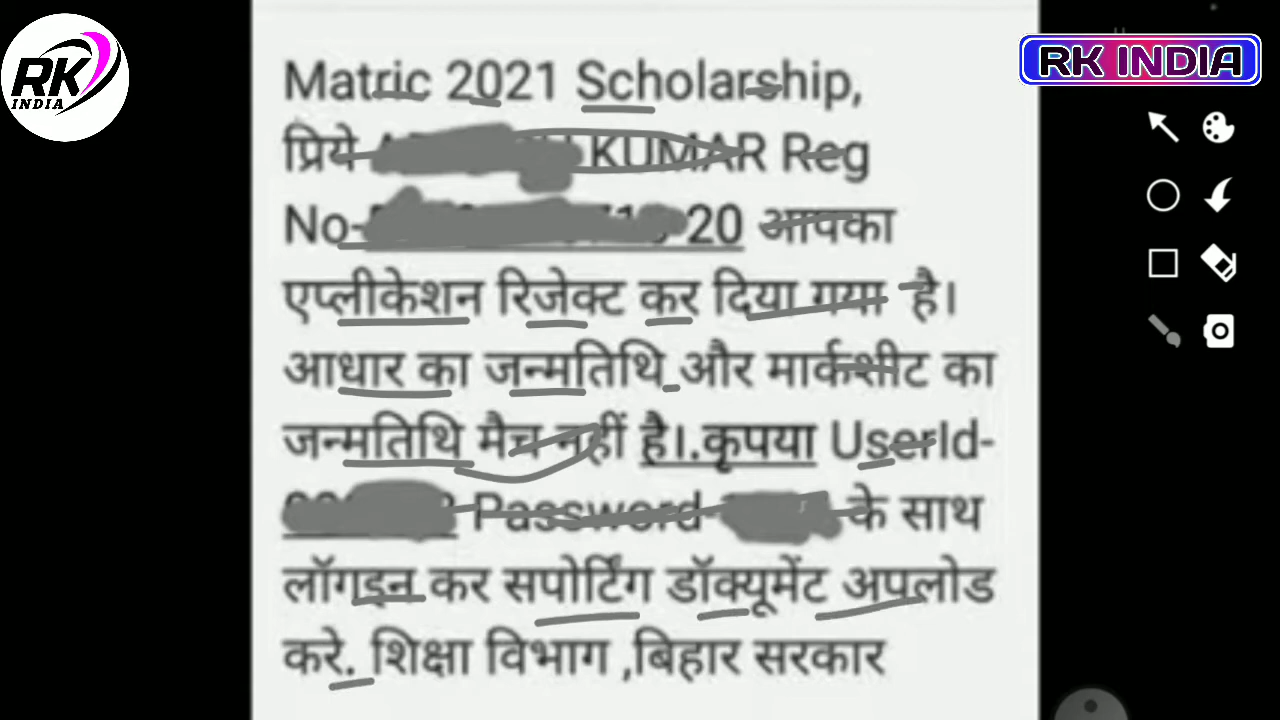 RK
INDIA
RK INDIA
Matric 2021 Scholarship,
प्रिये KUMAR Reg
No- 20 आपका
एप्लीकेशन रिजेक्ट कर दिया गया है।
आधार का जन्मतिथि और मार्कशीट का
जन्मतिथि मैच नहीं है।.कृपया UserId-
Password- के साथ
लॉगइन कर सपोर्टिंग डॉक्यूमेंट अपलोड
करे. शिक्षा विभाग ,बिहार सरकार